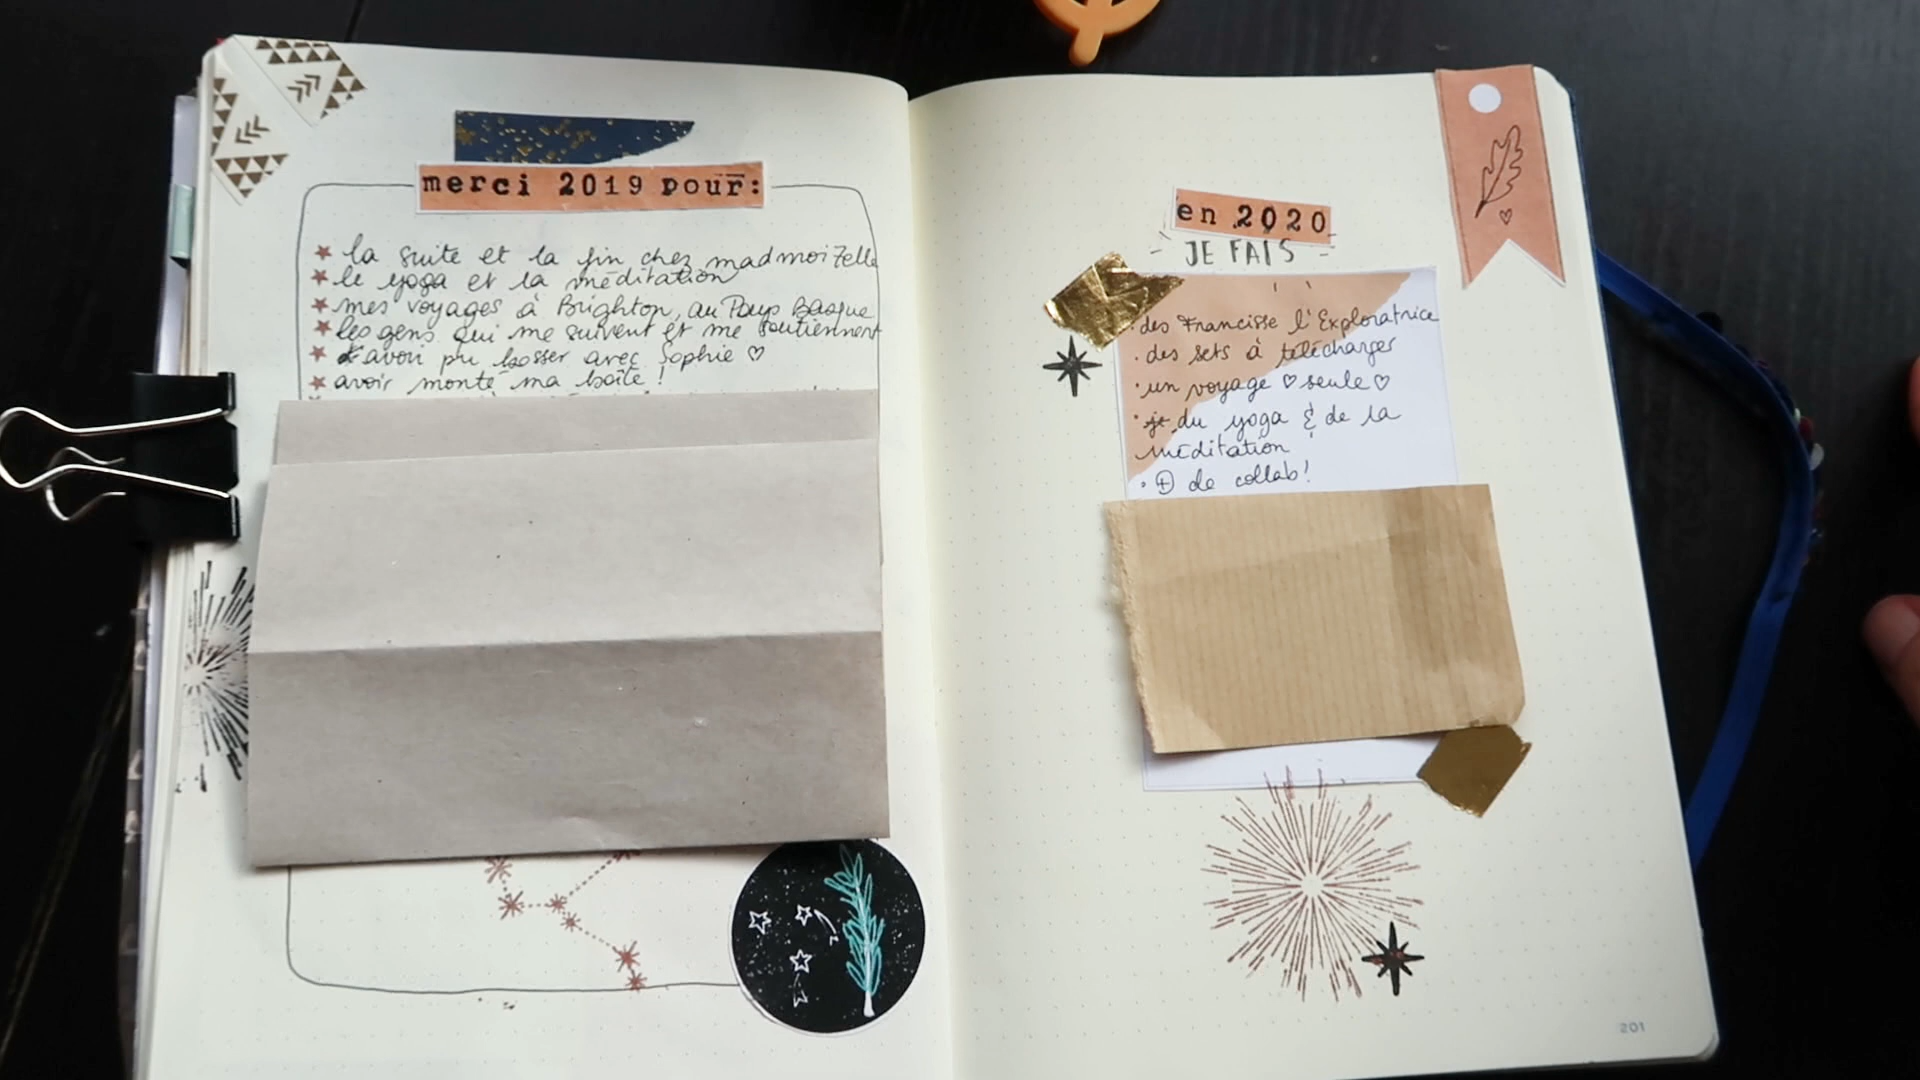 merci 2019 pour:
la suite et la fin chez madmoiZelle
le yoga et la méditation
mes voyages à Brighton, au Pays Basque
les gens qui me suivent et me soutiennent
d'avoir pu bosser avec Sophie ♡
avoir monté ma boîte !
en 2020
JE FAIS
· des Francisse l'Exploratrice
· des sets à télécharger
· un voyage ♡ seule ♡
· je du yoga & de la
méditation
· ⊕ de collab!
201